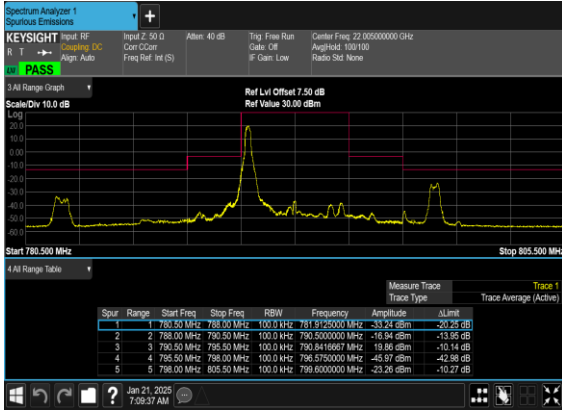 Spectrum Analyzer 1
Spurious Emissions
+
KEYSIGHT Input: RF Input Z: 50 Ω Atten: 40 dB Trig: Free Run Center Freq: 22.005000000 GHz
R T Coupling: DC Corr CCorr Gate: Off Avg|Hold: 100/100
Align: Auto Freq Ref: Int (S) IF Gain: Low Radio Std: None
PASS
3 All Range Graph
Ref Lvl Offset 7.50 dB
Scale/Div 10.0 dB Ref Value 30.00 dBm
Log
20.0
10.0
0.00
-10.0
-20.0
-30.0
-40.0
-50.0
-60.0
Start 780.500 MHz Stop 805.500 MHz
4 All Range Table
Measure Trace Trace 1
Trace Type Trace Average (Active)
Spur Range Start Freq Stop Freq RBW Frequency Amplitude ΔLimit
1 1 780.50 MHz 788.00 MHz 100.0 kHz 781.9125000 MHz -33.24 dBm -20.25 dB
2 2 788.00 MHz 790.50 MHz 100.0 kHz 790.5000000 MHz -16.94 dBm -13.95 dB
3 3 790.50 MHz 795.50 MHz 100.0 kHz 790.8416667 MHz 19.86 dBm -10.14 dB
4 4 795.50 MHz 798.00 MHz 100.0 kHz 796.5750000 MHz -45.97 dBm -42.98 dB
5 5 798.00 MHz 805.50 MHz 100.0 kHz 799.6000000 MHz -23.26 dBm -10.27 dB
? Jan 21, 2025
7:09:37 AM